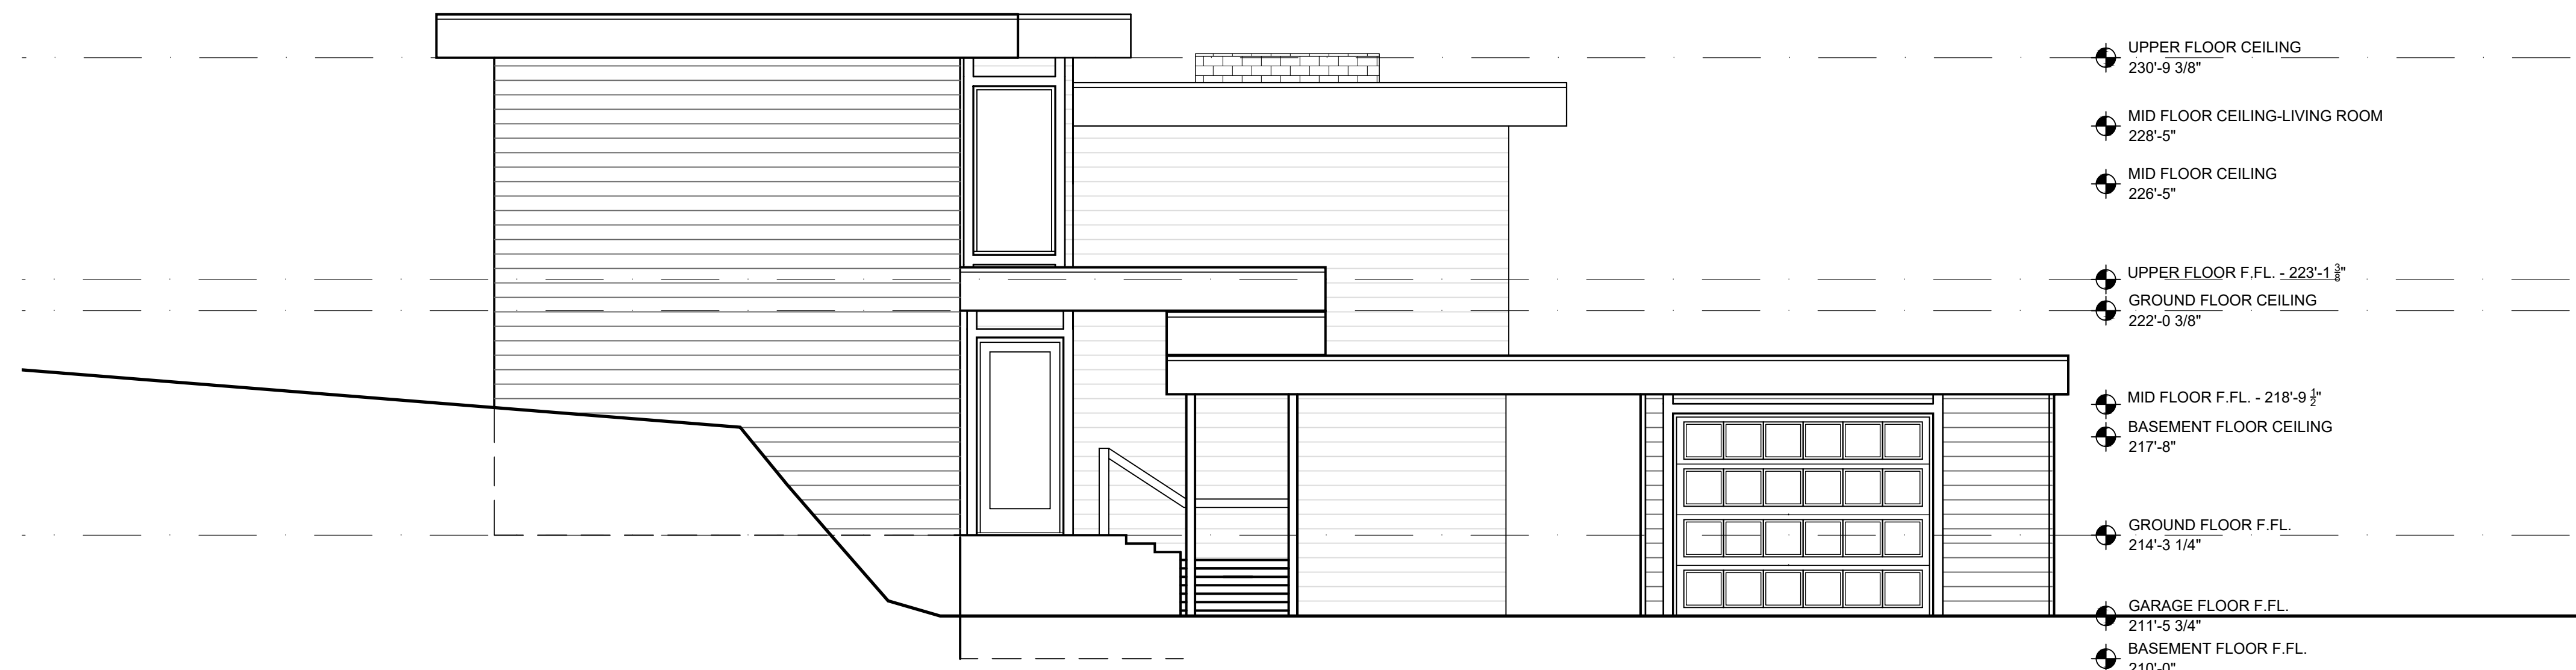 UPPER FLOOR CEILING
230'-9 3/8"
MID FLOOR CEILING-LIVING ROOM
228'-5"
MID FLOOR CEILING
226'-5"
UPPER FLOOR F.FL. - 223'-1 3/8"
GROUND FLOOR CEILING
222'-0 3/8"
MID FLOOR F.FL. - 218'-9 1/2"
BASEMENT FLOOR CEILING
217'-8"
GROUND FLOOR F.FL.
214'-3 1/4"
GARAGE FLOOR F.FL.
211'-5 3/4"
BASEMENT FLOOR F.FL.
210'-0"